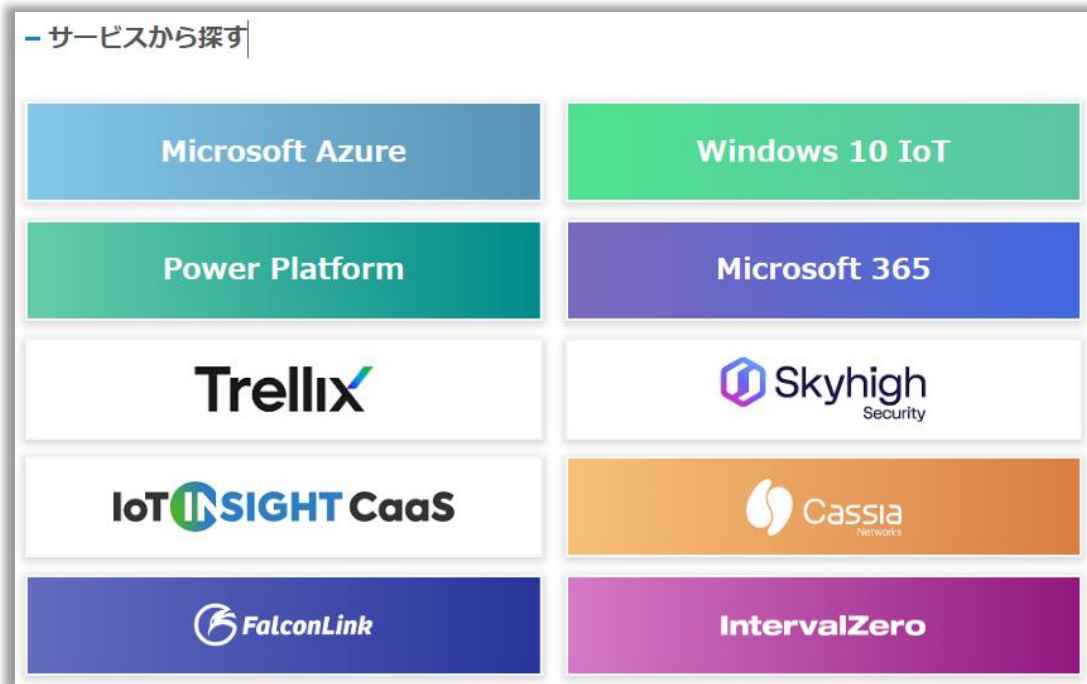 – サービスから探す
Microsoft Azure
Windows 10 IoT
Power Platform
Microsoft 365
Trellix
Skyhigh
Security
IoT INSIGHT CaaS
Cassia
Networks
FalconLink
IntervalZero